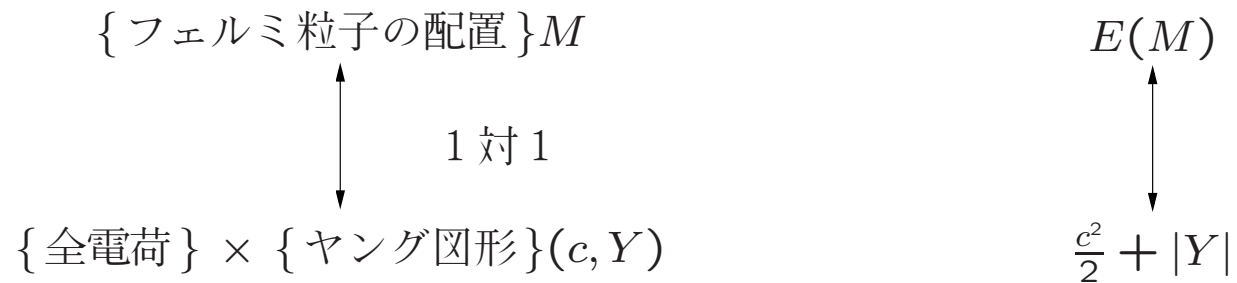 {フェルミ粒子の配置}M E(M)
1対1
{全電荷} × {ヤング図形}(c, Y) c²/2 + |Y|